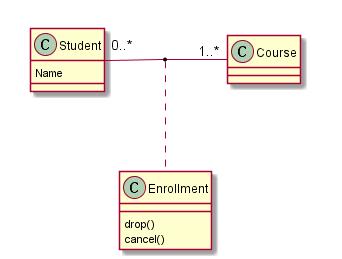 C Student 0..* 1..* C Course
Name
C Enrollment
drop()
cancel()